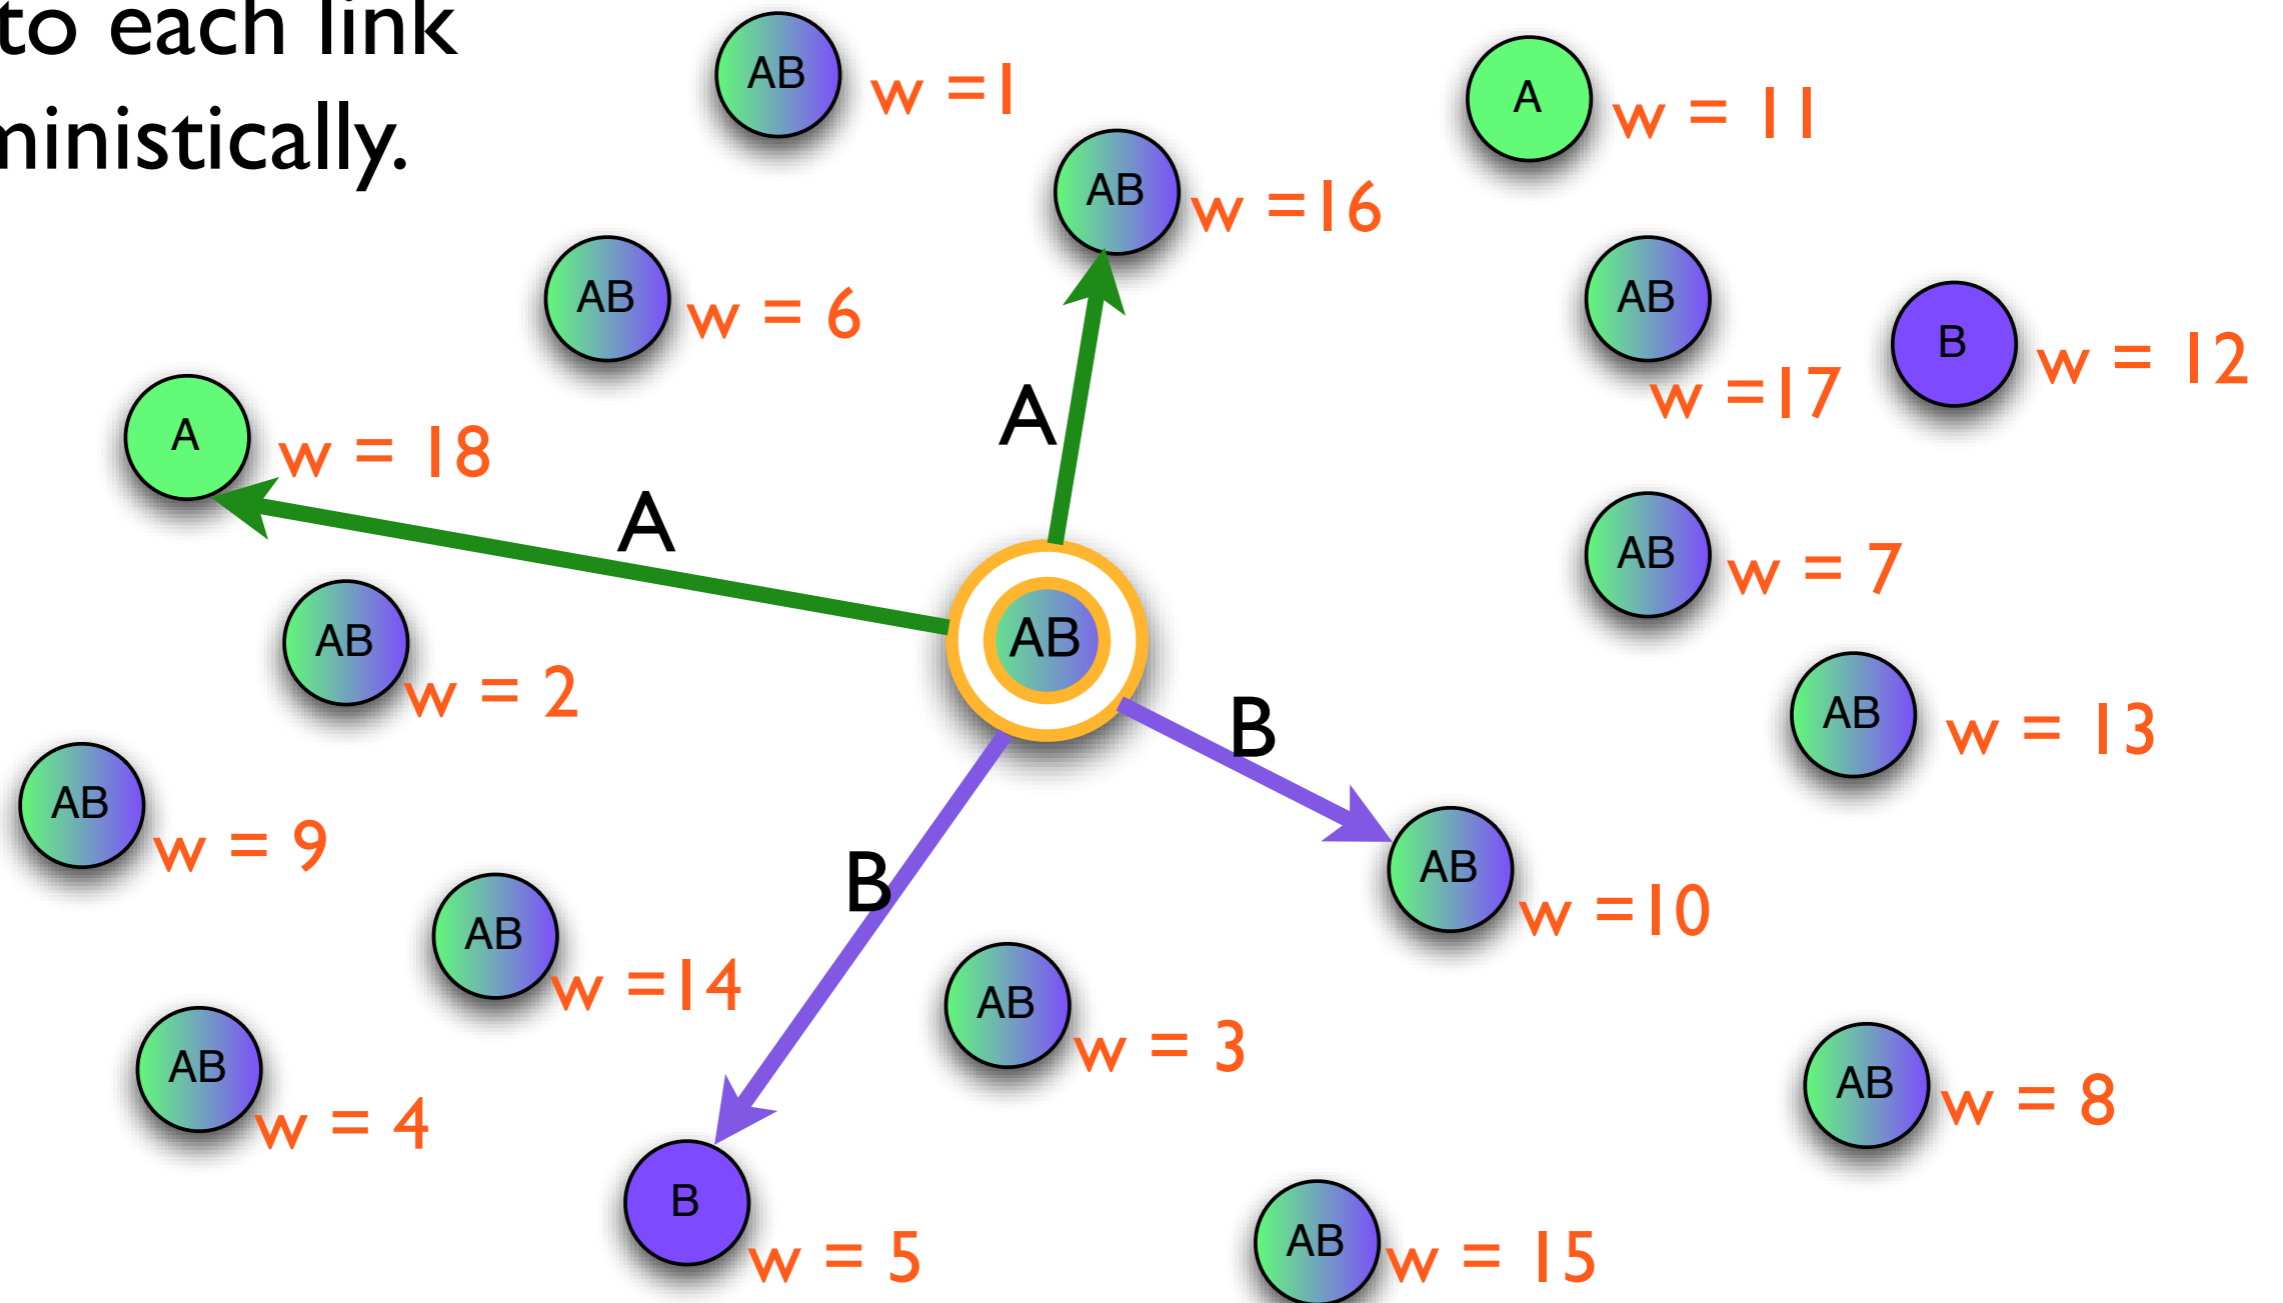 to each link
ministically.
AB
w =1
A
w = 11
AB
w =16
AB
w = 6
AB
w =17
B
w = 12
A
w = 18
A
A
AB
w = 7
AB
w = 2
AB
B
AB
w = 13
AB
w = 9
B
AB
w =10
AB
w =14
AB
w = 3
AB
w = 4
AB
w = 8
B
w = 5
AB
w = 15